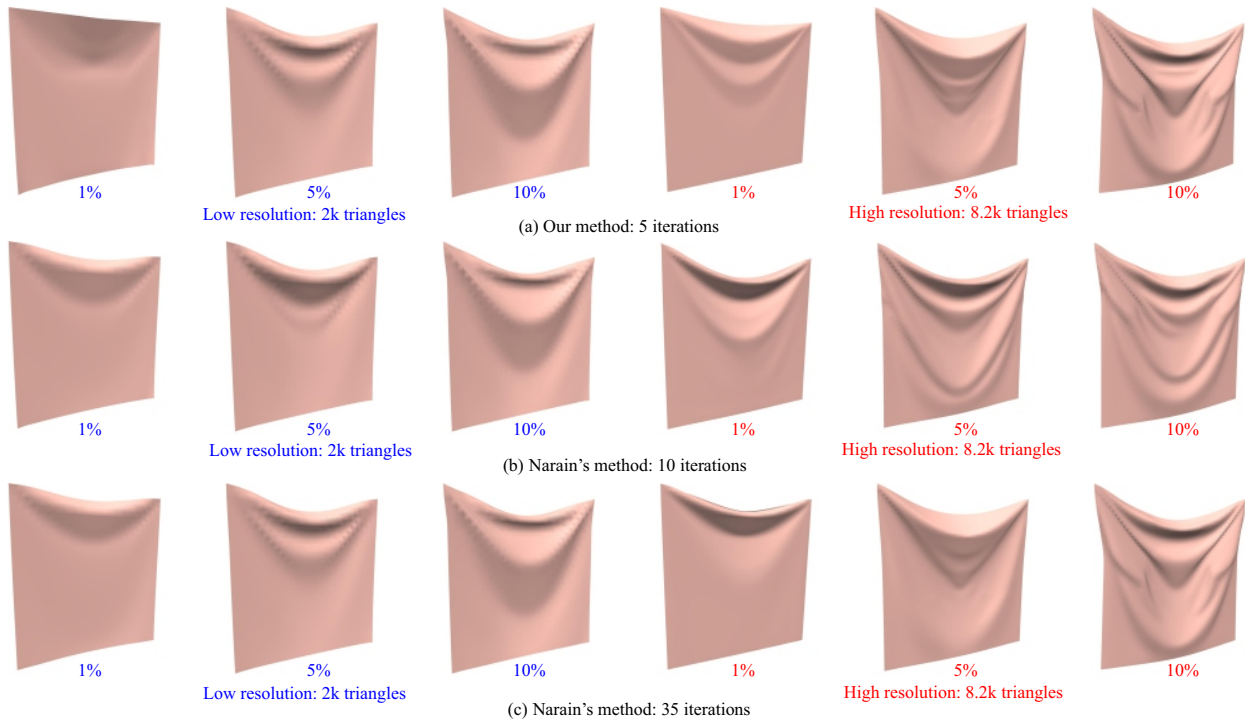 1% 5% 10% 1% 5% 10%
Low resolution: 2k triangles High resolution: 8.2k triangles
(a) Our method: 5 iterations
1% 5% 10% 1% 5% 10%
Low resolution: 2k triangles High resolution: 8.2k triangles
(b) Narain's method: 10 iterations
1% 5% 10% 1% 5% 10%
Low resolution: 2k triangles High resolution: 8.2k triangles
(c) Narain's method: 35 iterations